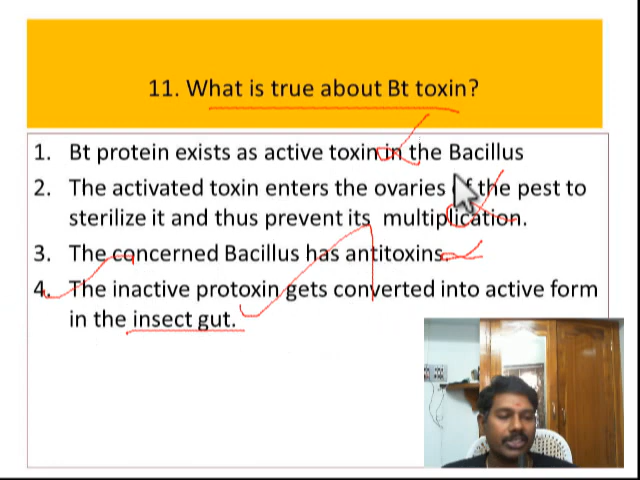 11. What is true about Bt toxin?
1. Bt protein exists as active toxin in the Bacillus
2. The activated toxin enters the ovaries of the pest to
sterilize it and thus prevent its multiplication.
3. The concerned Bacillus has antitoxins.
4. The inactive protoxin gets converted into active form
in the insect gut.